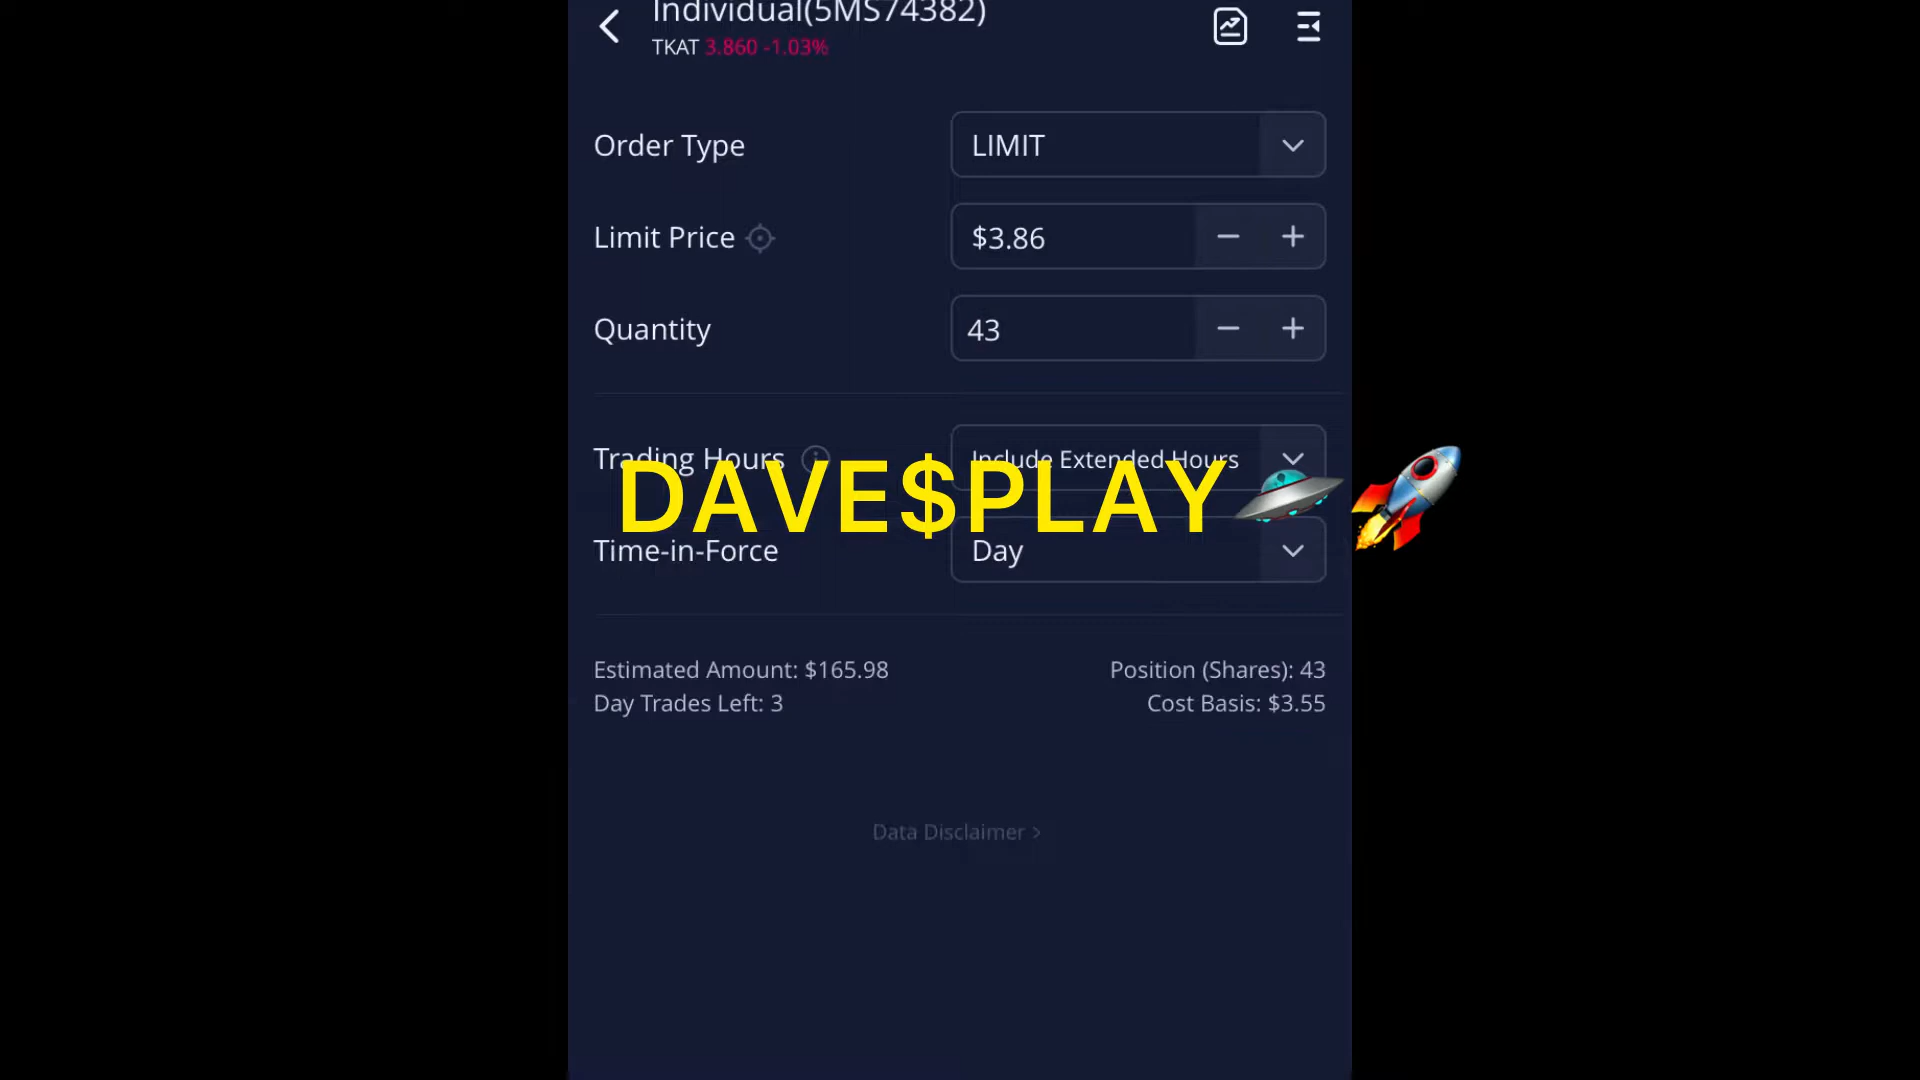 Individual(5MS74382)
TKAT 3.860 -1.03%
Order Type LIMIT
Limit Price $3.86
Quantity 43
Trading Hours Include Extended Hours
DAVE$PLAY🛸🚀
Time-in-Force Day
Estimated Amount: $165.98 Position (Shares): 43
Day Trades Left: 3 Cost Basis: $3.55
Data Disclaimer >